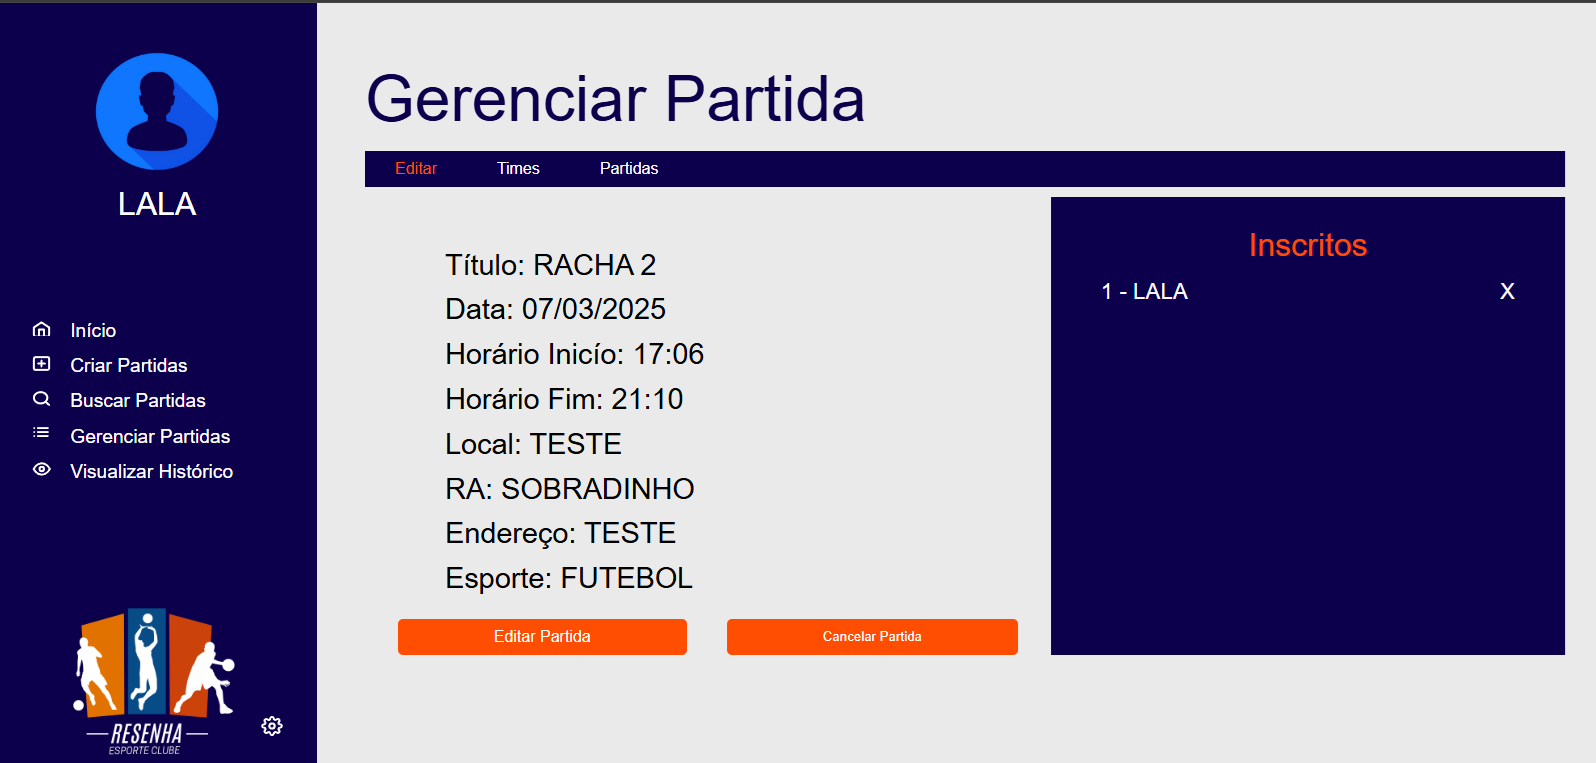 LALA
Início
Criar Partidas
Buscar Partidas
Gerenciar Partidas
Visualizar Histórico
RESENHA
ESPORTE CLUBE
Gerenciar Partida
Editar Times Partidas
Título: RACHA 2
Data: 07/03/2025
Horário Inicío: 17:06
Horário Fim: 21:10
Local: TESTE
RA: SOBRADINHO
Endereço: TESTE
Esporte: FUTEBOL
Editar Partida Cancelar Partida
Inscritos
1 - LALA X